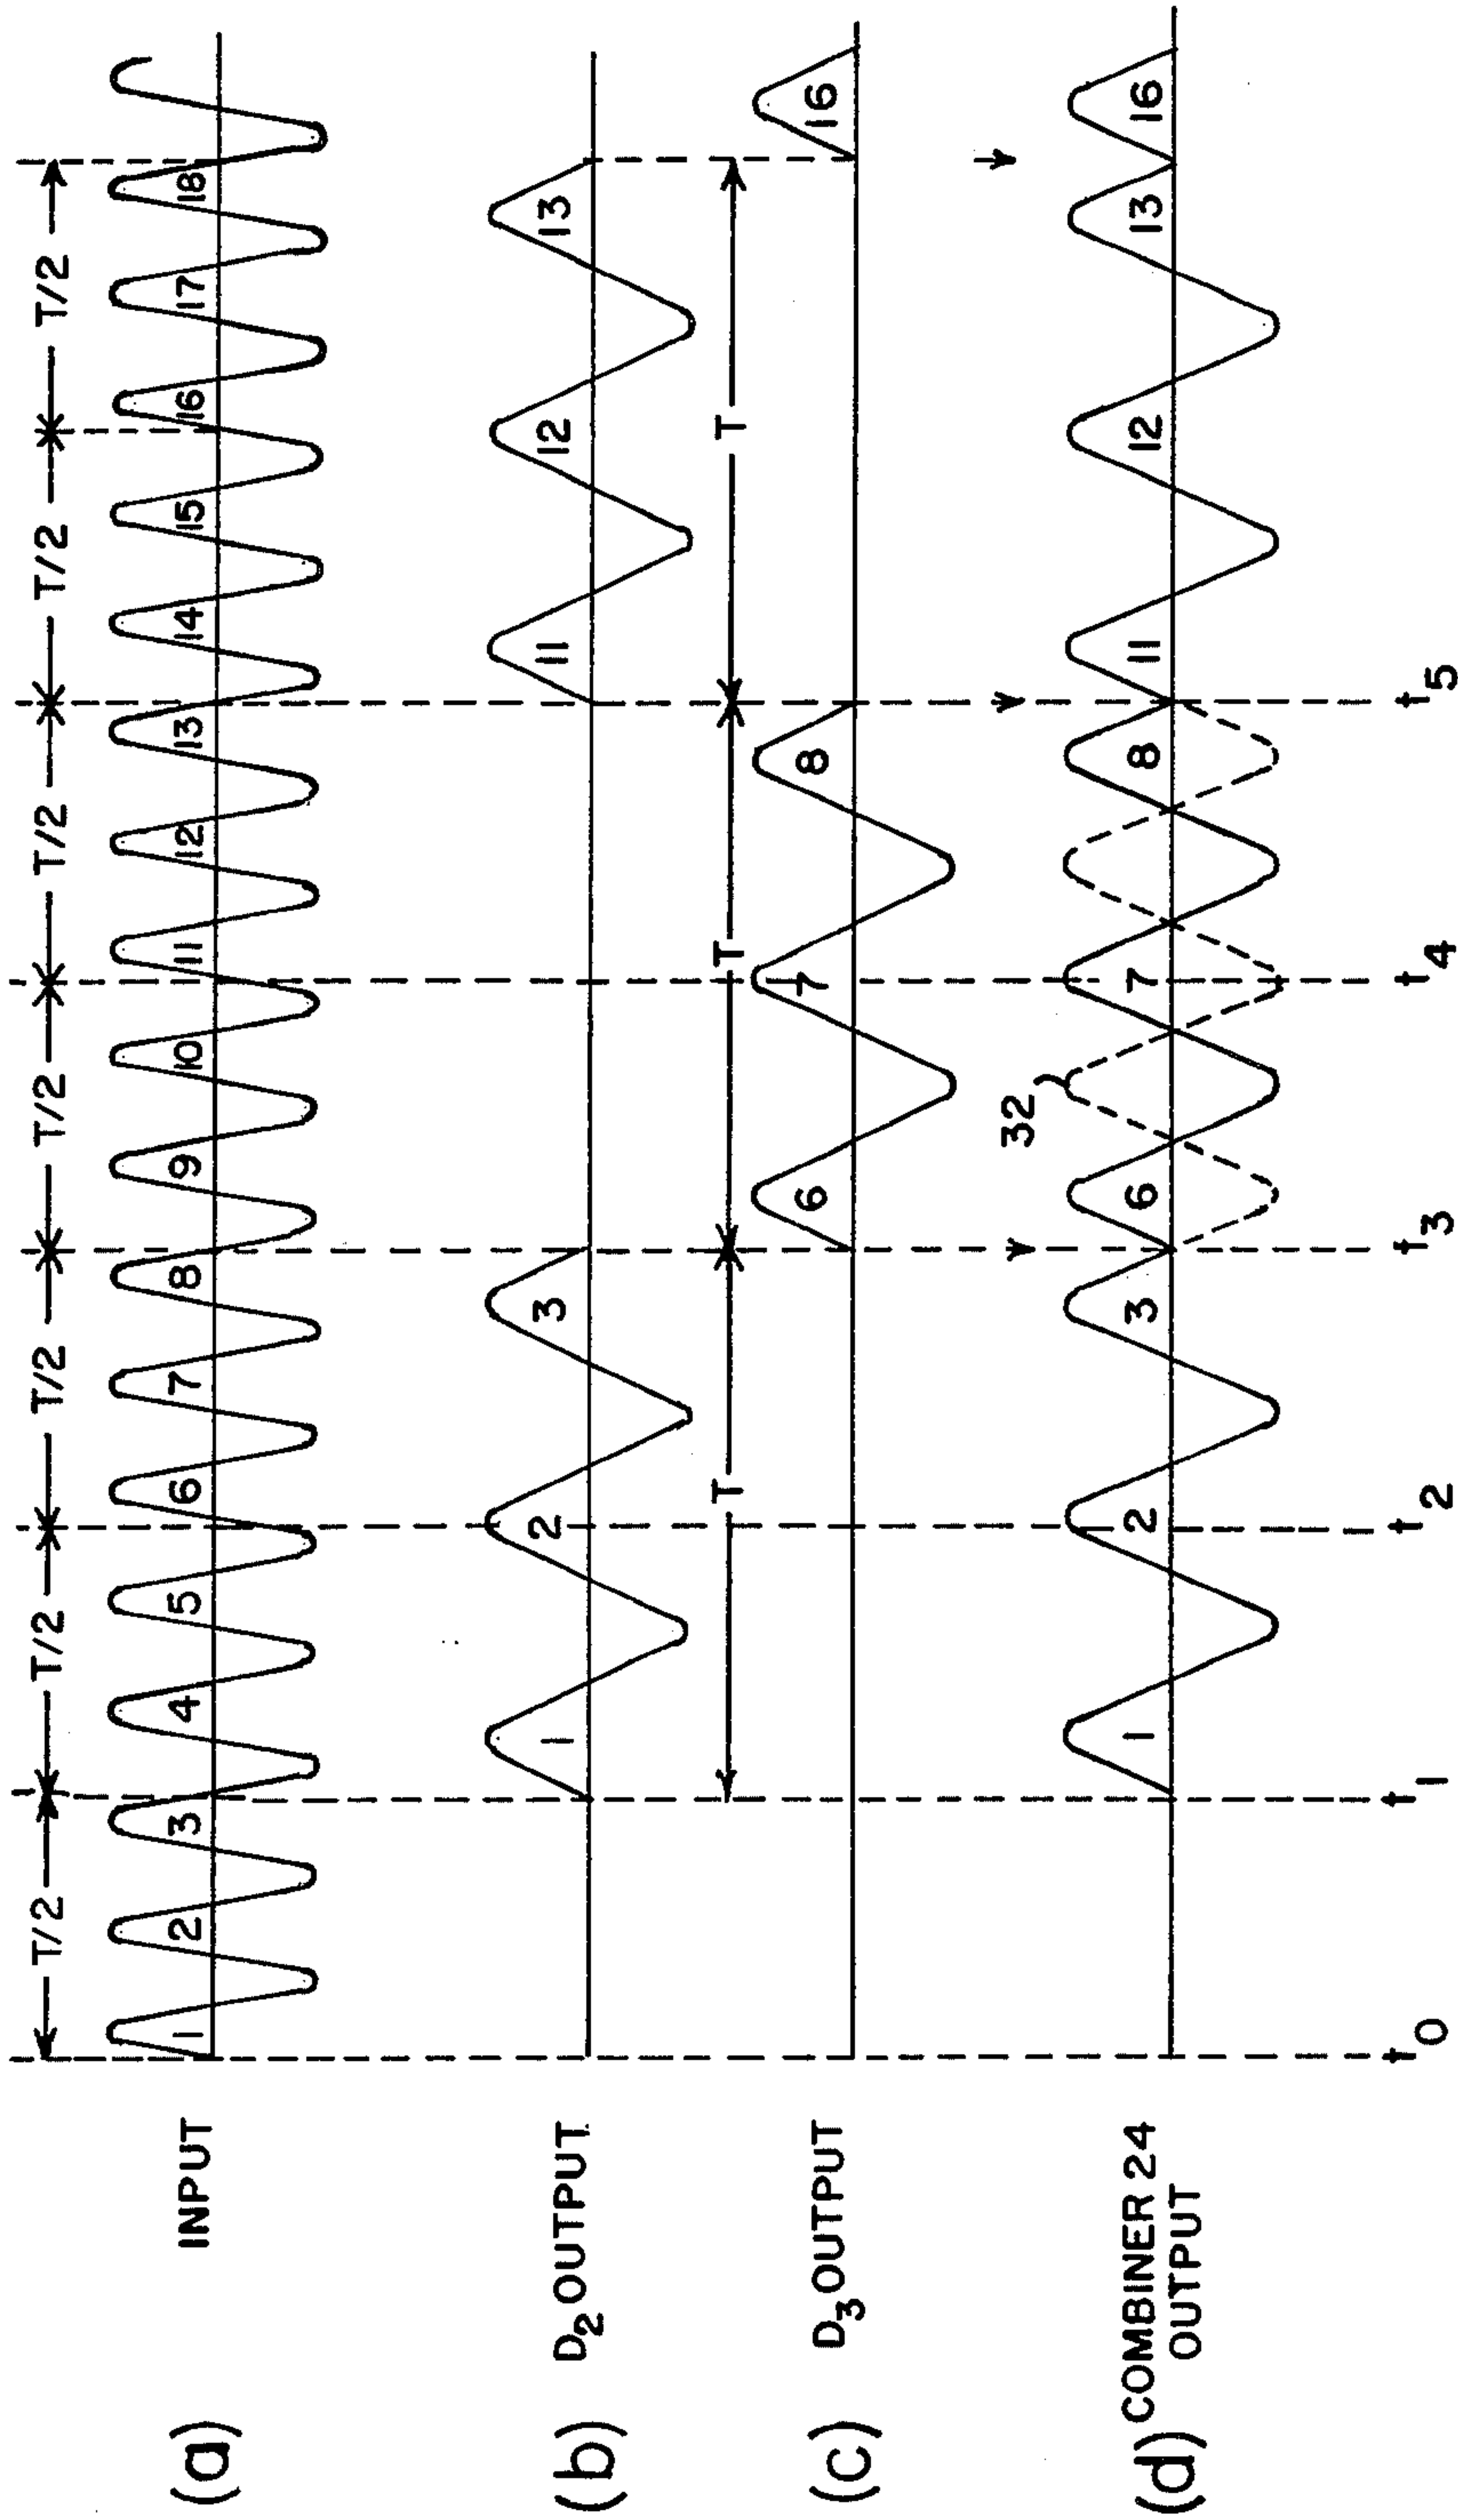 T/2 T/2 T/2 T/2 T/2 T/2 T/2 T/2
(a) INPUT 1 2 3 4 5 6 7 8 9 10 11 12 13 14 15 16 17 18
(b) D2 OUTPUT 1 2 3 11 12 13
T T T
(c) D3 OUTPUT 6 7 8 16
32
(d) COMBINER 24
OUTPUT
1 2 3 6 7 8 11 12 13 16
t0 t1 t2 t3 t4 t5